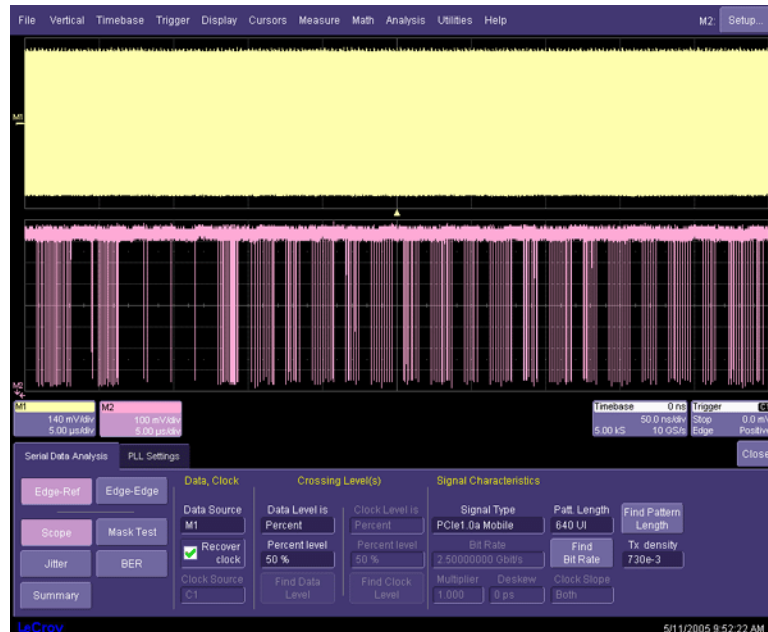 File Vertical Timebase Trigger Display Cursors Measure Math Analysis Utilities Help M2: Setup...
M1
M2
M1
140 mV/div
5.00 µs/div
M2
100 mV/div
5.00 µs/div
Timebase 0 ns
50.0 ns/div
5.00 kS 10 GS/s
Trigger C1
Stop 0.0 mV
Edge Positive
Serial Data Analysis PLL Settings Close
Edge-Ref Edge-Edge
Scope Mask Test
Jitter BER
Summary
Data, Clock
Data Source
M1
Recover clock
Clock Source
C1
Crossing Level(s)
Data Level is
Percent
Percent level
50 %
Find Data Level
Clock Level is
Percent
Percent level
50 %
Find Clock Level
Signal Characteristics
Signal Type
PCIe1.0a Mobile
Bit Rate
2.50000000 Gbit/s
Multiplier Deskew
1.000 0 ps
Patt. Length
640 UI
Find Bit Rate
Clock Slope
Both
Find Pattern Length
Tx. density
730e-3
LeCroy 5/11/2005 9:52:22 AM